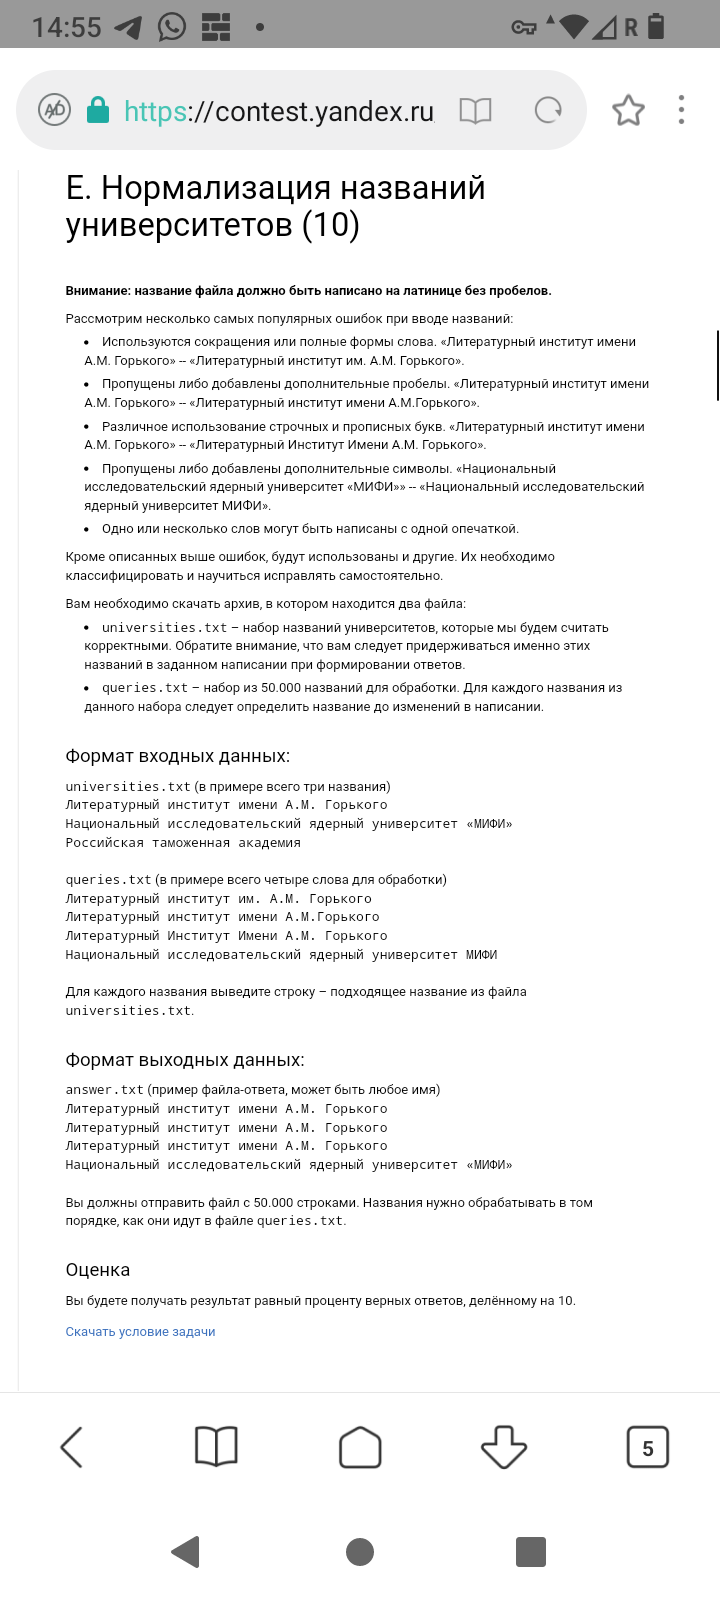 14:55
R
AD
https://contest.yandex.ru
E. Нормализация названий
университетов (10)
Внимание: название файла должно быть написано на латинице без пробелов.
Рассмотрим несколько самых популярных ошибок при вводе названий:
• Используются сокращения или полные формы слова. «Литературный институт имени
А.М. Горького» -- «Литературный институт им. А.М. Горького».
• Пропущены либо добавлены дополнительные пробелы. «Литературный институт имени
А.М. Горького» -- «Литературный институт имени А.М.Горького».
• Различное использование строчных и прописных букв. «Литературный институт имени
А.М. Горького» -- «Литературный Институт Имени А.М. Горького».
• Пропущены либо добавлены дополнительные символы. «Национальный
исследовательский ядерный университет «МИФИ»» -- «Национальный исследовательский
ядерный университет МИФИ».
• Одно или несколько слов могут быть написаны с одной опечаткой.
Кроме описанных выше ошибок, будут использованы и другие. Их необходимо
классифицировать и научиться исправлять самостоятельно.
Вам необходимо скачать архив, в котором находится два файла:
• universities.txt – набор названий университетов, которые мы будем считать
корректными. Обратите внимание, что вам следует придерживаться именно этих
названий в заданном написании при формировании ответов.
• queries.txt – набор из 50.000 названий для обработки. Для каждого названия из
данного набора следует определить название до изменений в написании.
Формат входных данных:
universities.txt (в примере всего три названия)
Литературный институт имени А.М. Горького
Национальный исследовательский ядерный университет «МИФИ»
Российская таможенная академия
queries.txt (в примере всего четыре слова для обработки)
Литературный институт им. А.М. Горького
Литературный институт имени А.М.Горького
Литературный Институт Имени А.М. Горького
Национальный исследовательский ядерный университет МИФИ
Для каждого названия выведите строку – подходящее название из файла
universities.txt.
Формат выходных данных:
answer.txt (пример файла-ответа, может быть любое имя)
Литературный институт имени А.М. Горького
Литературный институт имени А.М. Горького
Литературный институт имени А.М. Горького
Национальный исследовательский ядерный университет «МИФИ»
Вы должны отправить файл с 50.000 строками. Названия нужно обрабатывать в том
порядке, как они идут в файле queries.txt.
Оценка
Вы будете получать результат равный проценту верных ответов, делённому на 10.
Скачать условие задачи
5